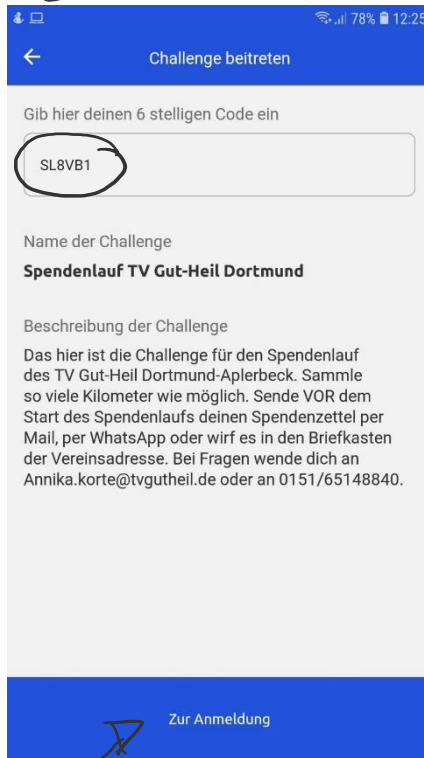 78% 12:25
Challenge beitreten
Gib hier deinen 6 stelligen Code ein
SL8VB1
Name der Challenge
Spendenlauf TV Gut-Heil Dortmund
Beschreibung der Challenge
Das hier ist die Challenge für den Spendenlauf
des TV Gut-Heil Dortmund-Aplerbeck. Sammle
so viele Kilometer wie möglich. Sende VOR dem
Start des Spendenlaufs deinen Spendenzettel per
Mail, per WhatsApp oder wirf es in den Briefkasten
der Vereinsadresse. Bei Fragen wende dich an
Annika.korte@tvgutheil.de oder an 0151/65148840.
Zur Anmeldung